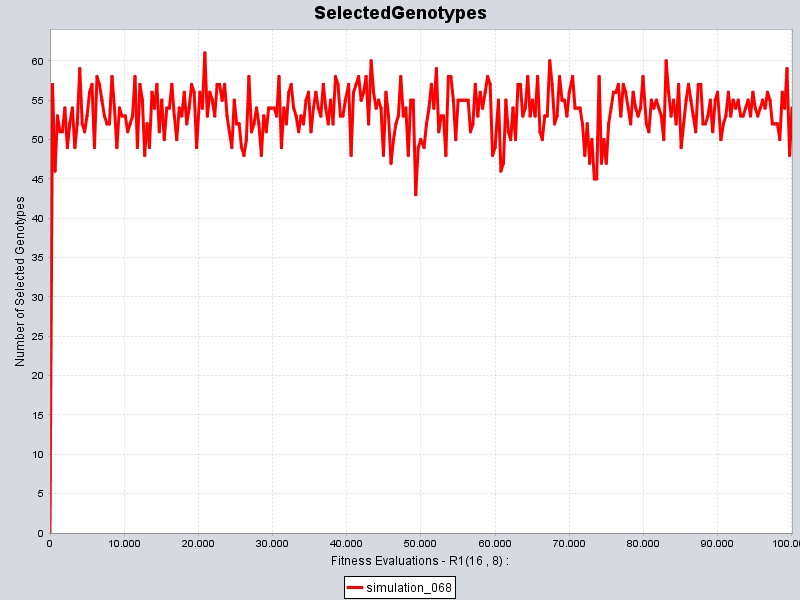 SelectedGenotypes
Number of Selected Genotypes
60
55
50
45
40
35
30
25
20
15
10
5
0
0 10.000 20.000 30.000 40.000 50.000 60.000 70.000 80.000 90.000 100.00
Fitness Evaluations - R1(16 , 8) :
simulation_068